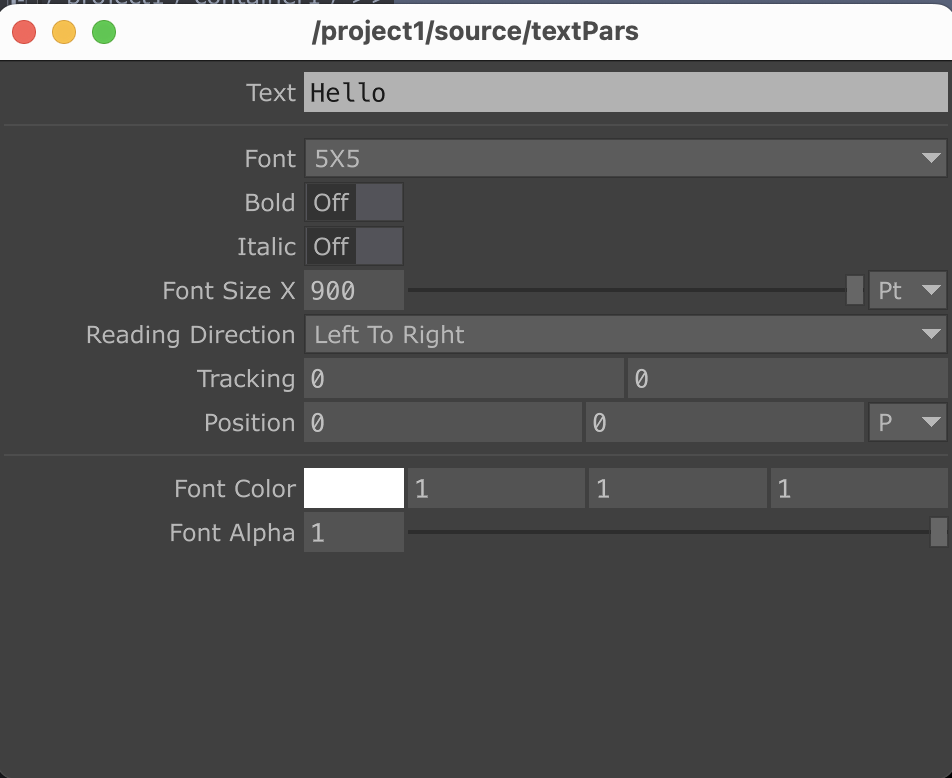 /project1/source/textPars
Text Hello
Font 5X5
Bold Off
Italic Off
Font Size X 900 Pt
Reading Direction Left To Right
Tracking 0 0
Position 0 0 P
Font Color 1 1 1
Font Alpha 1